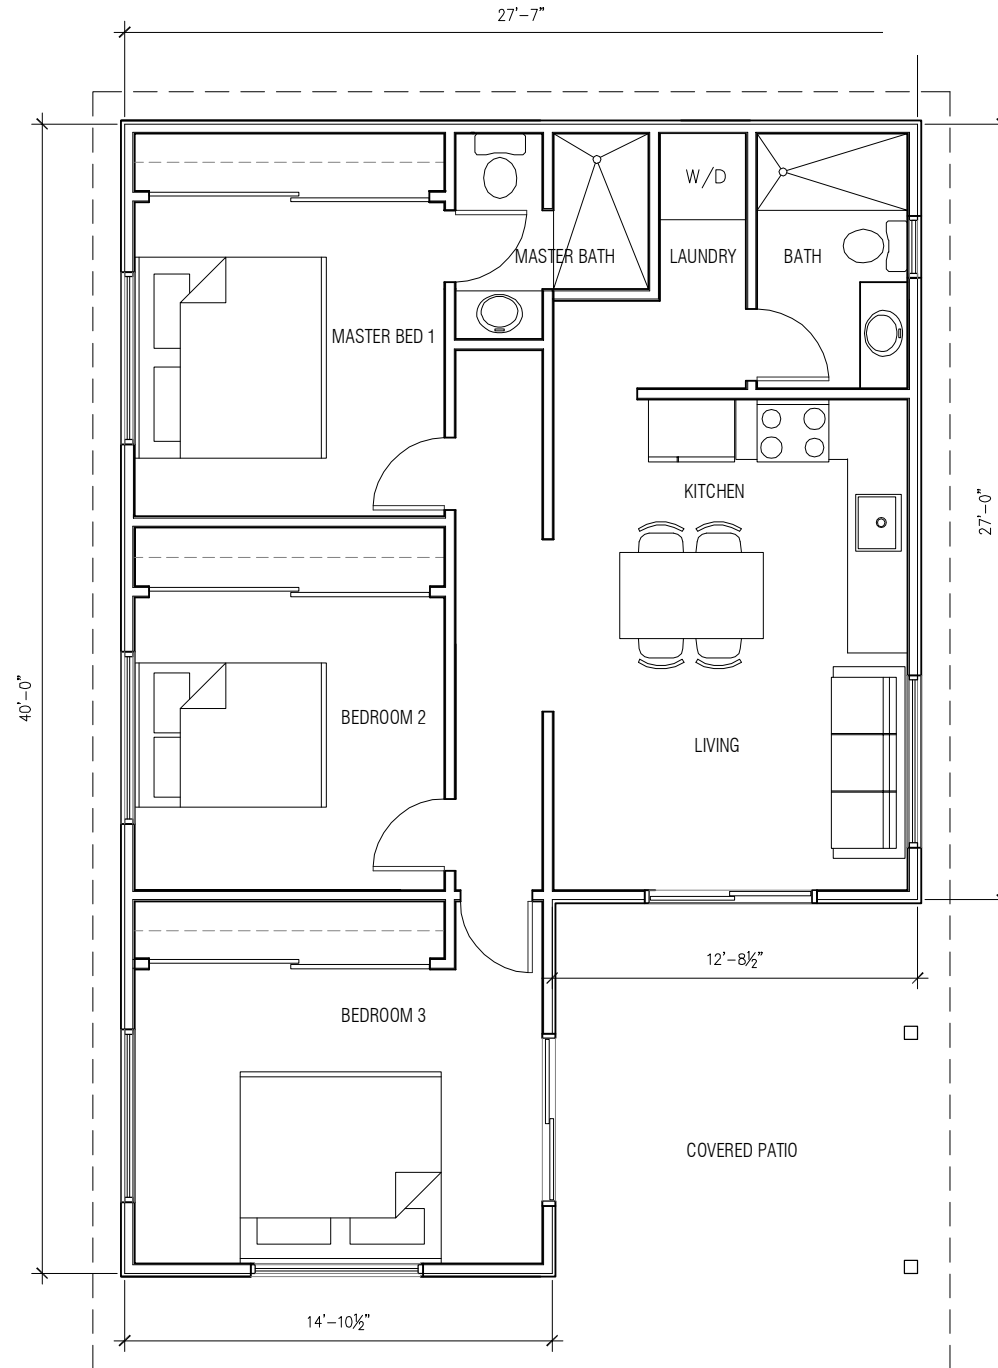 27'-7"
W/D
MASTER BATH
LAUNDRY
BATH
MASTER BED 1
KITCHEN
27'-0"
40'-0"
BEDROOM 2
LIVING
12'-8½"
BEDROOM 3
COVERED PATIO
14'-10½"